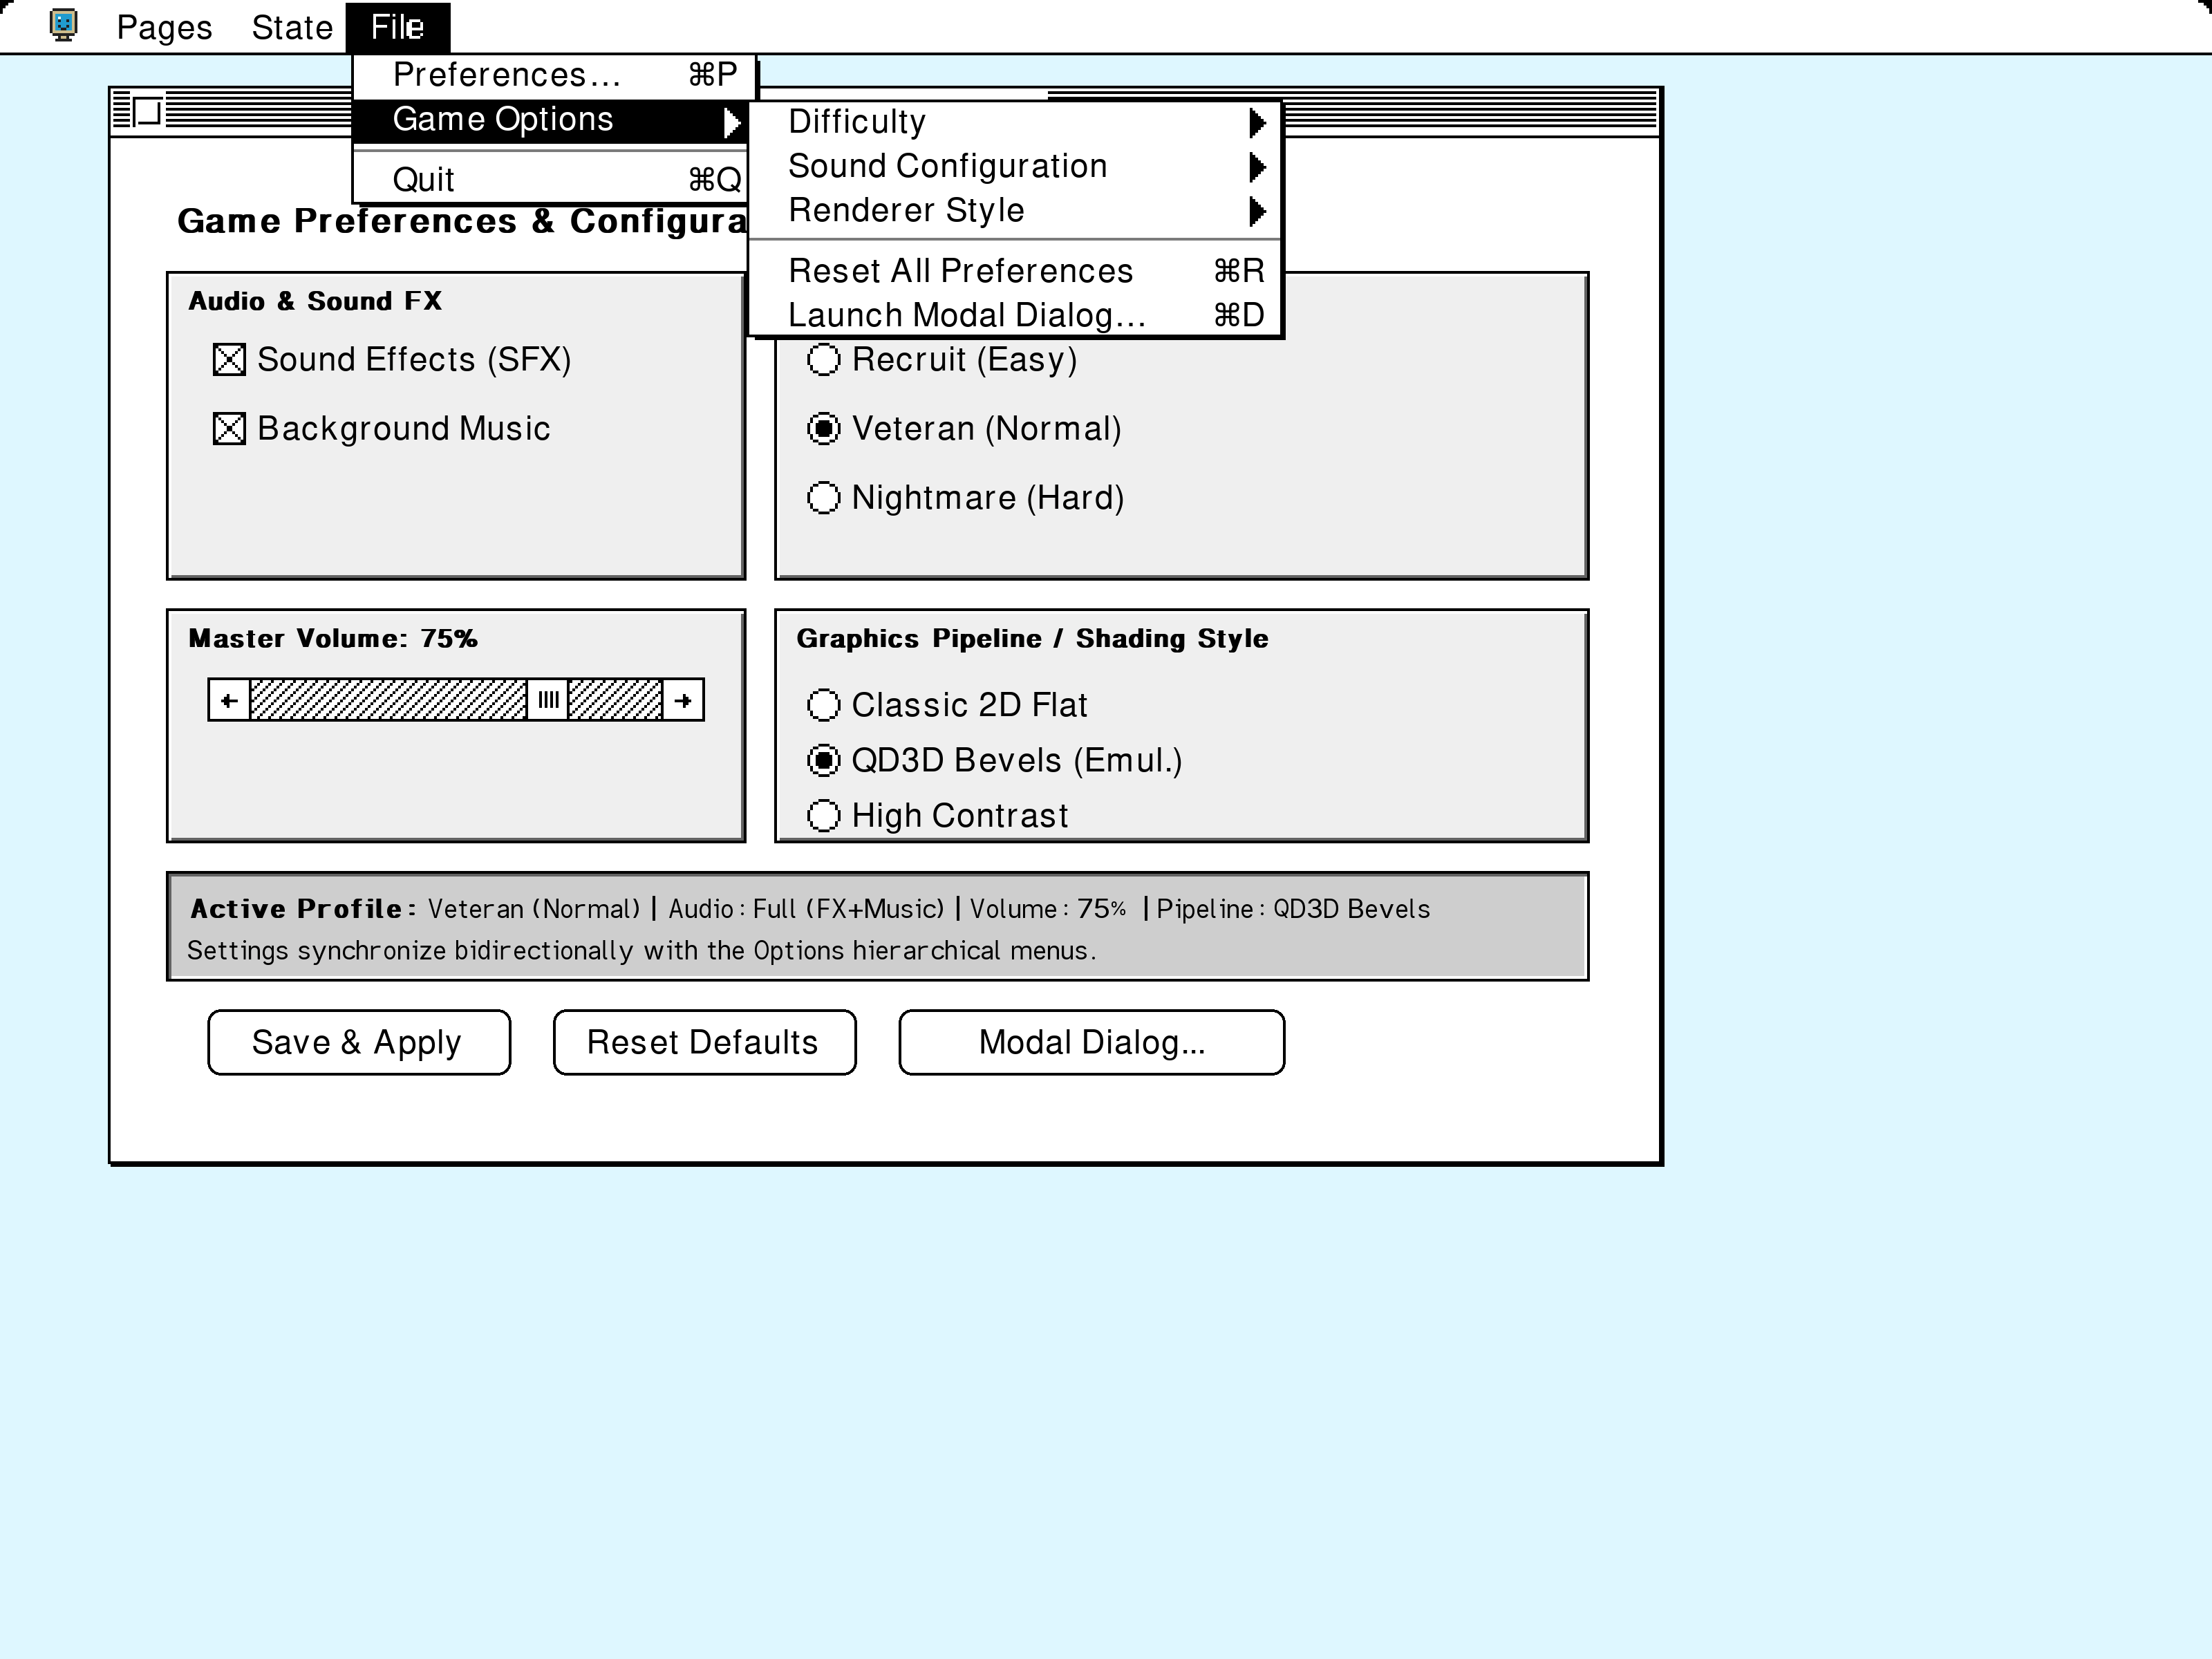 Pages State File
Preferences... ⌘P
Game Options
Quit ⌘Q
Difficulty
Sound Configuration
Renderer Style
Reset All Preferences ⌘R
Launch Modal Dialog... ⌘D
Game Preferences & Configura
Audio & Sound FX
Sound Effects (SFX)
Background Music
Recruit (Easy)
Veteran (Normal)
Nightmare (Hard)
Master Volume: 75%
Graphics Pipeline / Shading Style
Classic 2D Flat
QD3D Bevels (Emul.)
High Contrast
Active Profile: Veteran (Normal) | Audio: Full (FX+Music) | Volume: 75% | Pipeline: QD3D Bevels
Settings synchronize bidirectionally with the Options hierarchical menus.
Save & Apply
Reset Defaults
Modal Dialog...